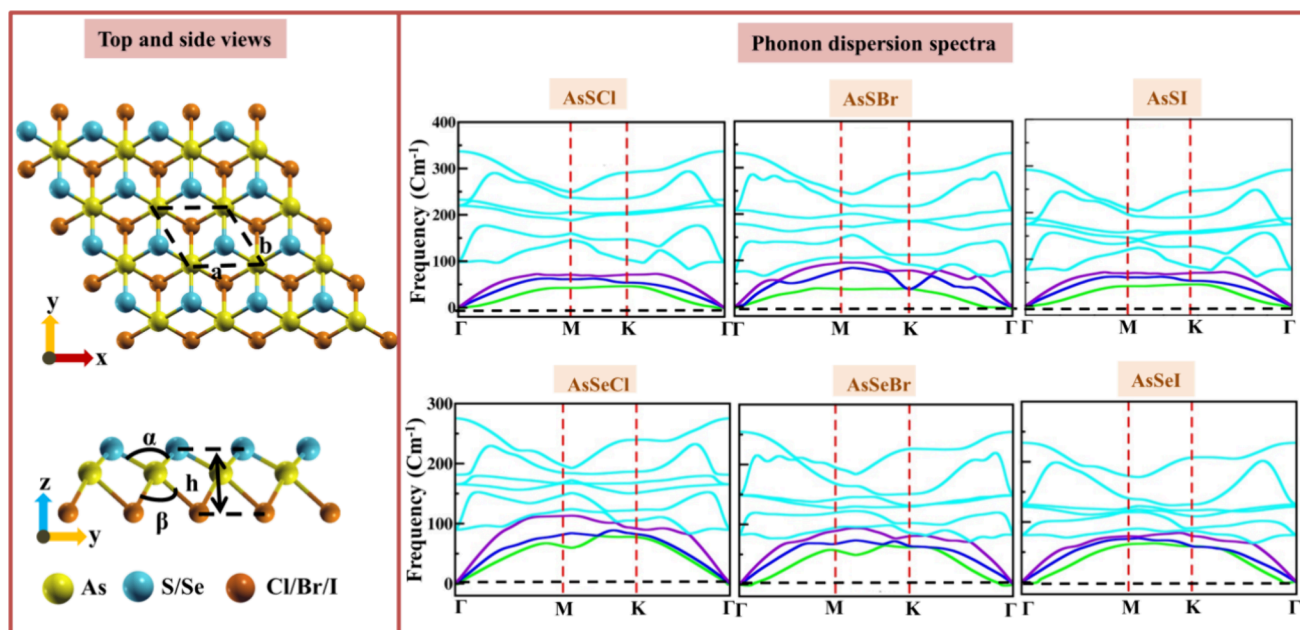 Top and side views
b
a
y
x
α
h
β
z
y
As S/Se Cl/Br/I
Phonon dispersion spectra
AsSCl AsSBr AsSI
Frequency (Cm⁻¹)
400
300
200
100
0
Γ M K Γ Γ M K Γ Γ M K Γ
AsSeCl AsSeBr AsSeI
Frequency (Cm⁻¹)
300
200
100
0
Γ M K Γ Γ M K Γ Γ M K Γ